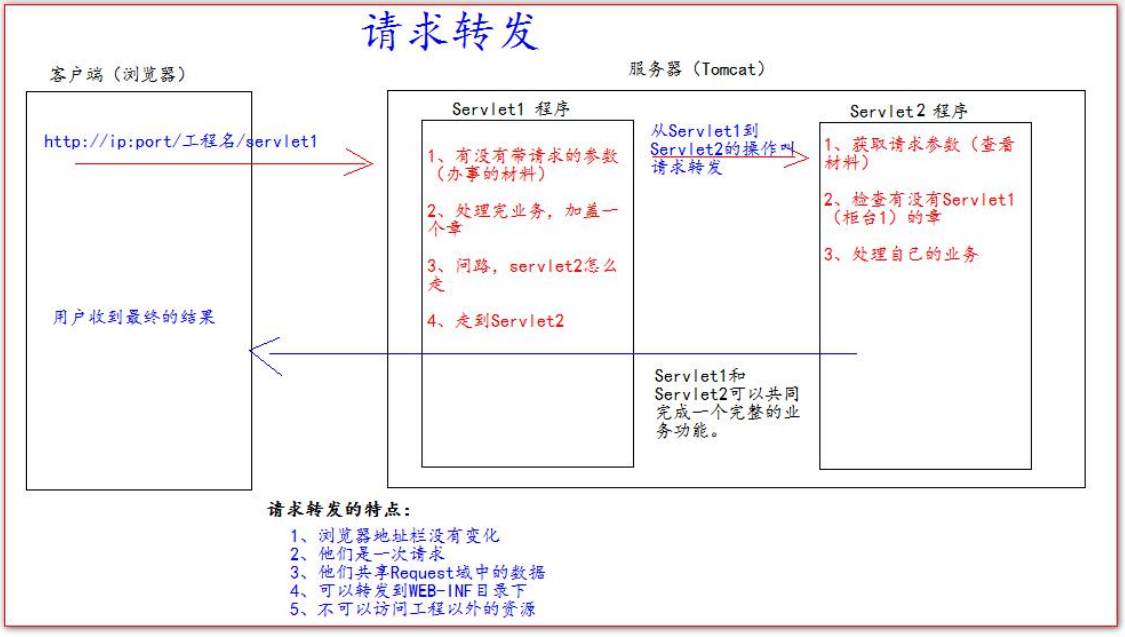 请求转发
客户端（浏览器）
服务器（Tomcat）
http://ip:port/工程名/servlet1
用户收到最终的结果
Servlet1 程序
1、有没有带请求的参数
（办事的材料）
2、处理完业务，加盖一
个章
3、问路，servlet2怎么
走
4、走到Servlet2
从Servlet1到
Servlet2的操作叫
请求转发
Servlet2 程序
1、获取请求参数（查看
材料）
2、检查有没有Servlet1
（柜台1）的章
3、处理自己的业务
Servlet1和
Servlet2可以共同
完成一个完整的业
务功能。
请求转发的特点：
1、浏览器地址栏没有变化
2、他们是一次请求
3、他们共享Request域中的数据
4、可以转发到WEB-INF目录下
5、不可以访问工程以外的资源